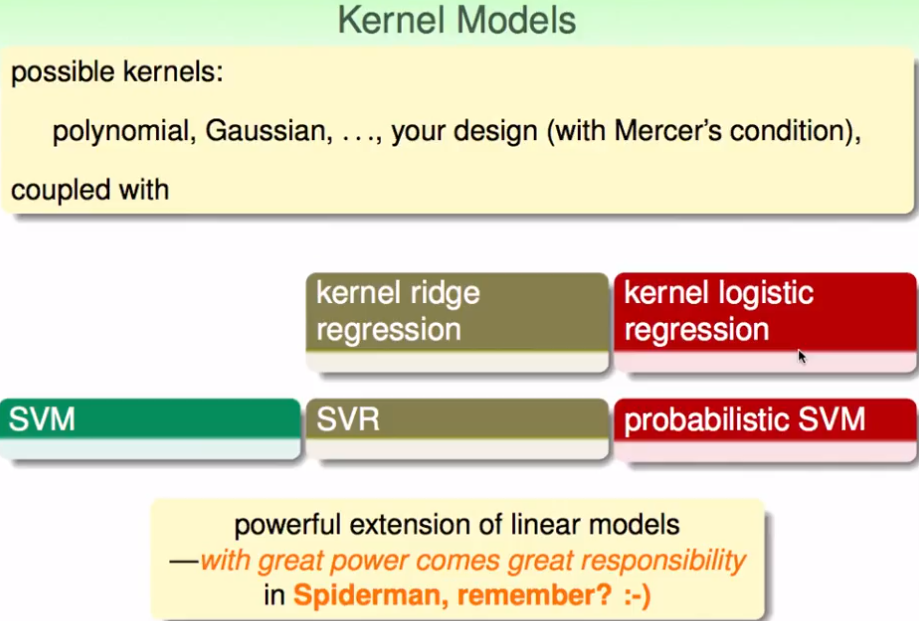 Kernel Models
possible kernels:
polynomial, Gaussian, . . ., your design (with Mercer's condition),
coupled with
kernel ridge
regression
kernel logistic
regression
SVM
SVR
probabilistic SVM
powerful extension of linear models
—with great power comes great responsibility
in Spiderman, remember? :-)